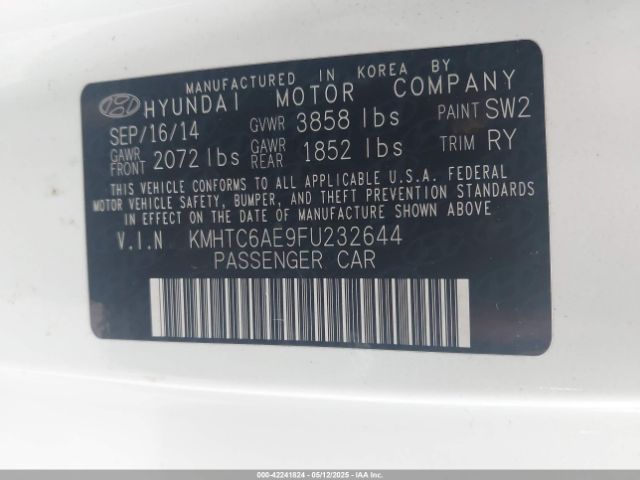 MANUFACTURED IN KOREA BY
HYUNDAI MOTOR COMPANY
SEP/16/14 GVWR 3858 lbs PAINT SW2
GAWR FRONT 2072 lbs GAWR REAR 1852 lbs TRIM RY
THIS VEHICLE CONFORMS TO ALL APPLICABLE U.S.A. FEDERAL
MOTOR VEHICLE SAFETY, BUMPER, AND THEFT PREVENTION STANDARDS
IN EFFECT ON THE DATE OF MANUFACTURE SHOWN ABOVE
V.I.N KMHTC6AE9FU232644
PASSENGER CAR
000-42241824 - 05/12/2025 - IAAI.COM